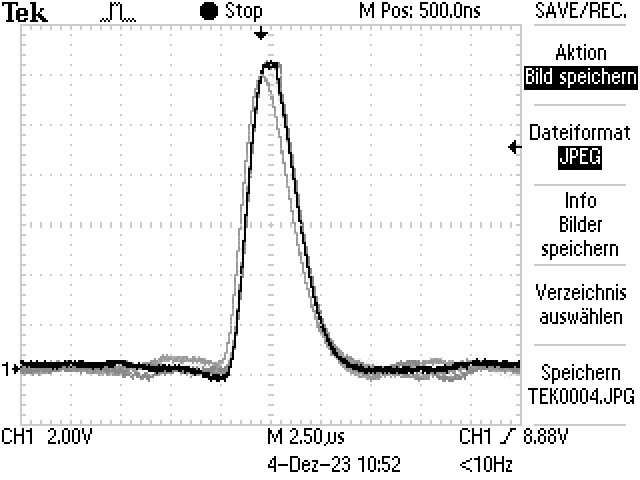 Tek Stop M Pos: 500.0ns SAVE/REC.
Aktion
Bild speichern
Dateiformat
JPEG
Info
Bilder
speichern
Verzeichnis
auswählen
Speichern
TEK0004.JPG
1
CH1 2.00V M 2.50µs CH1 8.88V
4-Dez-23 10:52 <10Hz